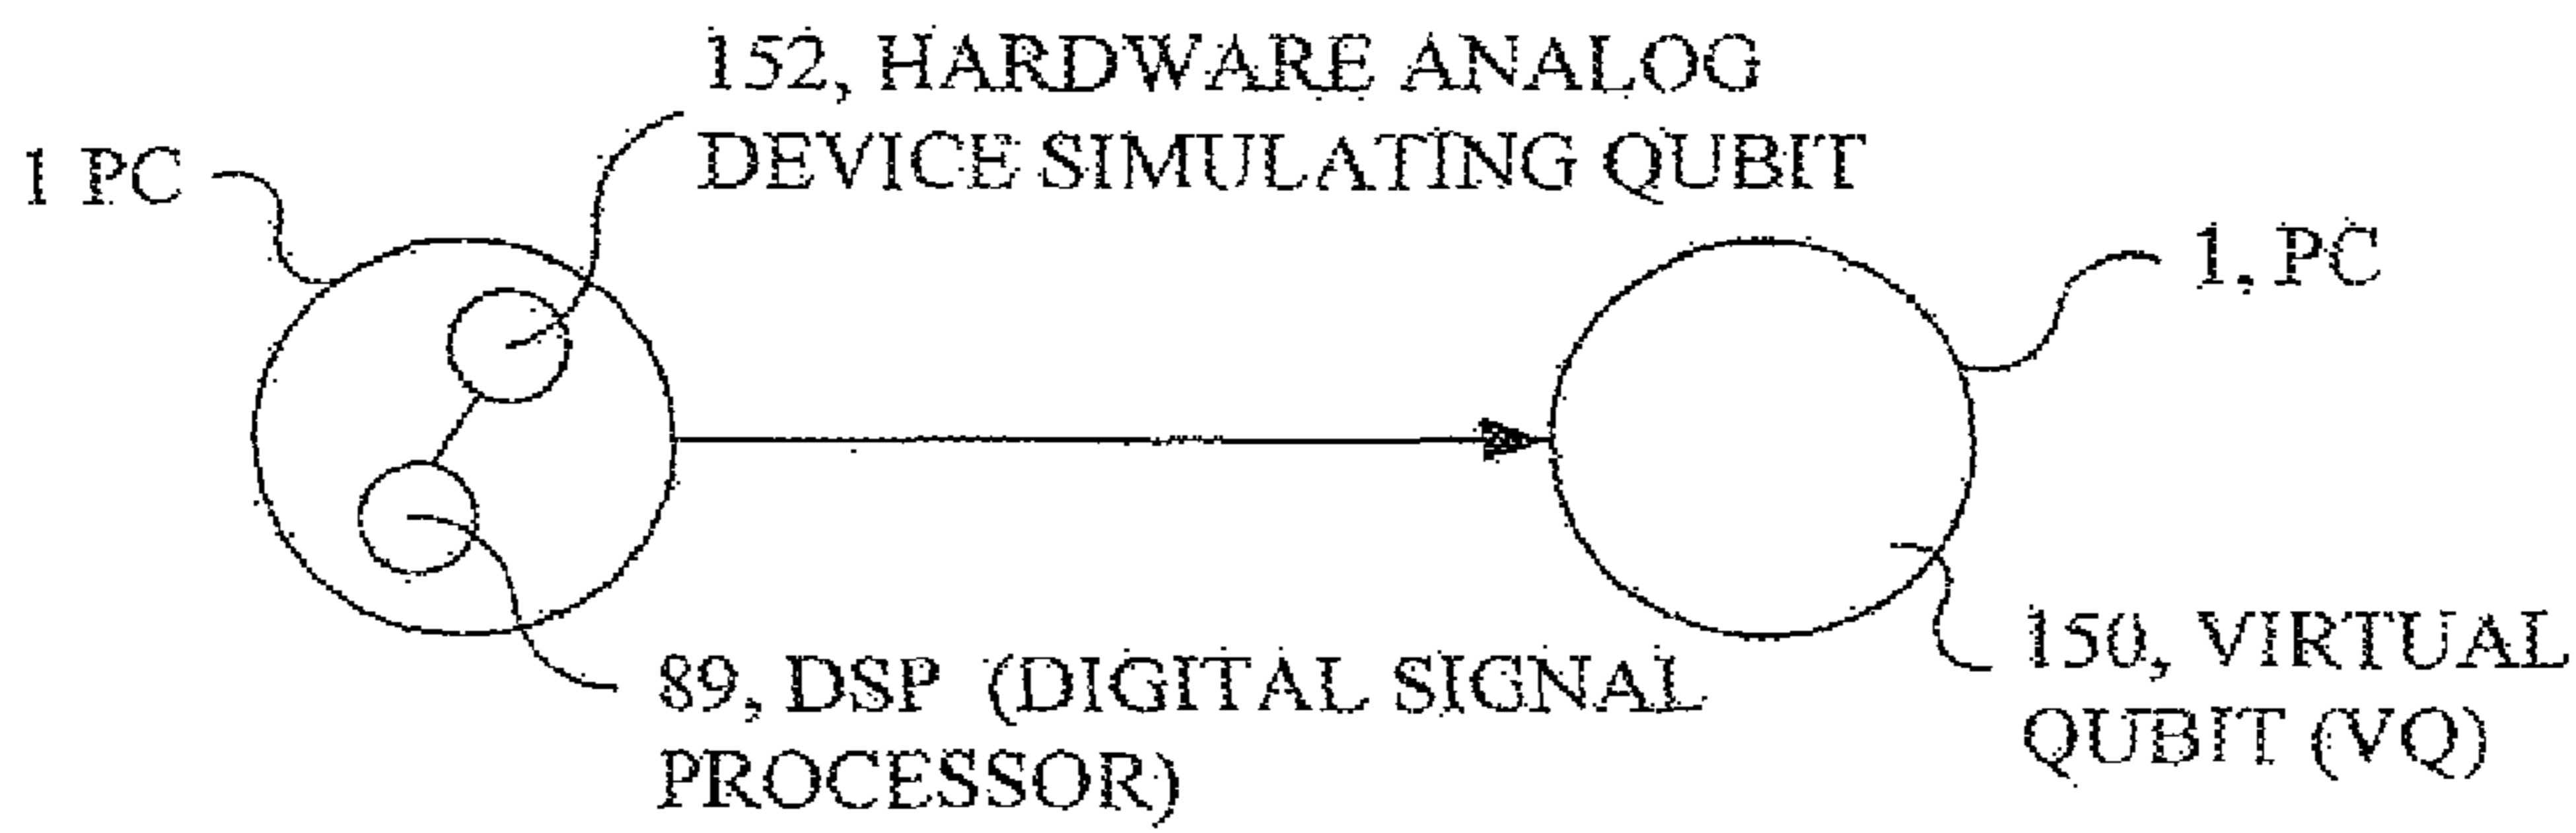 152, HARDWARE ANALOG
DEVICE SIMULATING QUBIT
1 PC
1, PC
89, DSP (DIGITAL SIGNAL
PROCESSOR)
150, VIRTUAL
QUBIT (VQ)